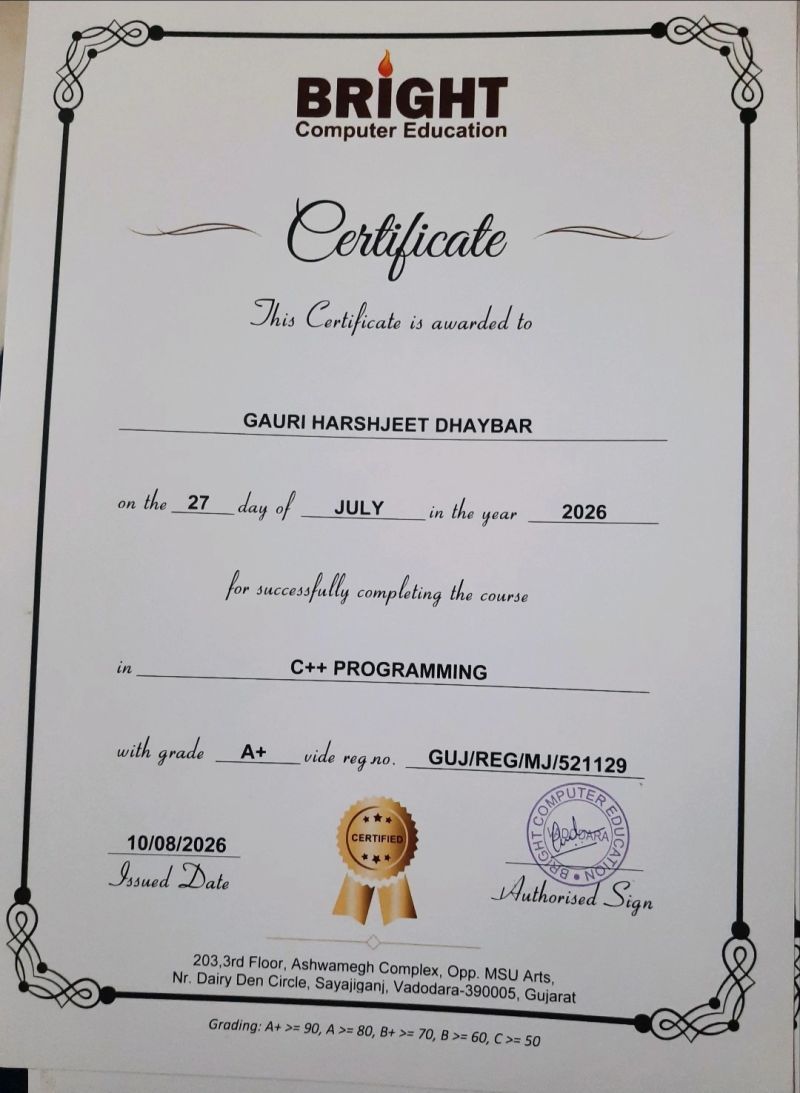 BRIGHT
Computer Education
Certificate
This Certificate is awarded to
GAURI HARSHJEET DHAYBAR
on the 27 day of JULY in the year 2026
for successfully completing the course
in C++ PROGRAMMING
with grade A+ vide reg.no. GUJ/REG/MJ/521129
BRIGHT COMPUTER EDUCATION
VADODARA
CERTIFIED
10/08/2026
Issued Date
Authorised Sign
203,3rd Floor, Ashwamegh Complex, Opp. MSU Arts,
Nr. Dairy Den Circle, Sayajiganj, Vadodara-390005, Gujarat
Grading: A+ >= 90, A >= 80, B+ >= 70, B >= 60, C >= 50